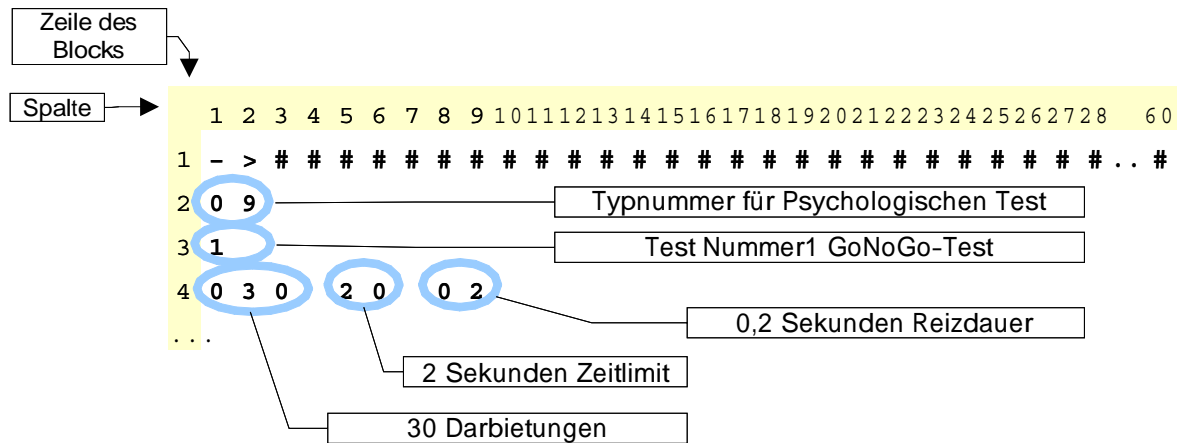 Zeile des
Blocks
Spalte
1 2 3 4 5 6 7 8 9 10 11 12 13 14 15 16 17 18 19 20 21 22 23 24 25 26 27 28 60
1 - > # # # # # # # # # # # # # # # # # # # # # # # # # # .. #
2 0 9
Typnummer für Psychologischen Test
3 1
Test Nummer1 GoNoGo-Test
4 0 3 0 2 0 0 2
0,2 Sekunden Reizdauer
...
2 Sekunden Zeitlimit
30 Darbietungen